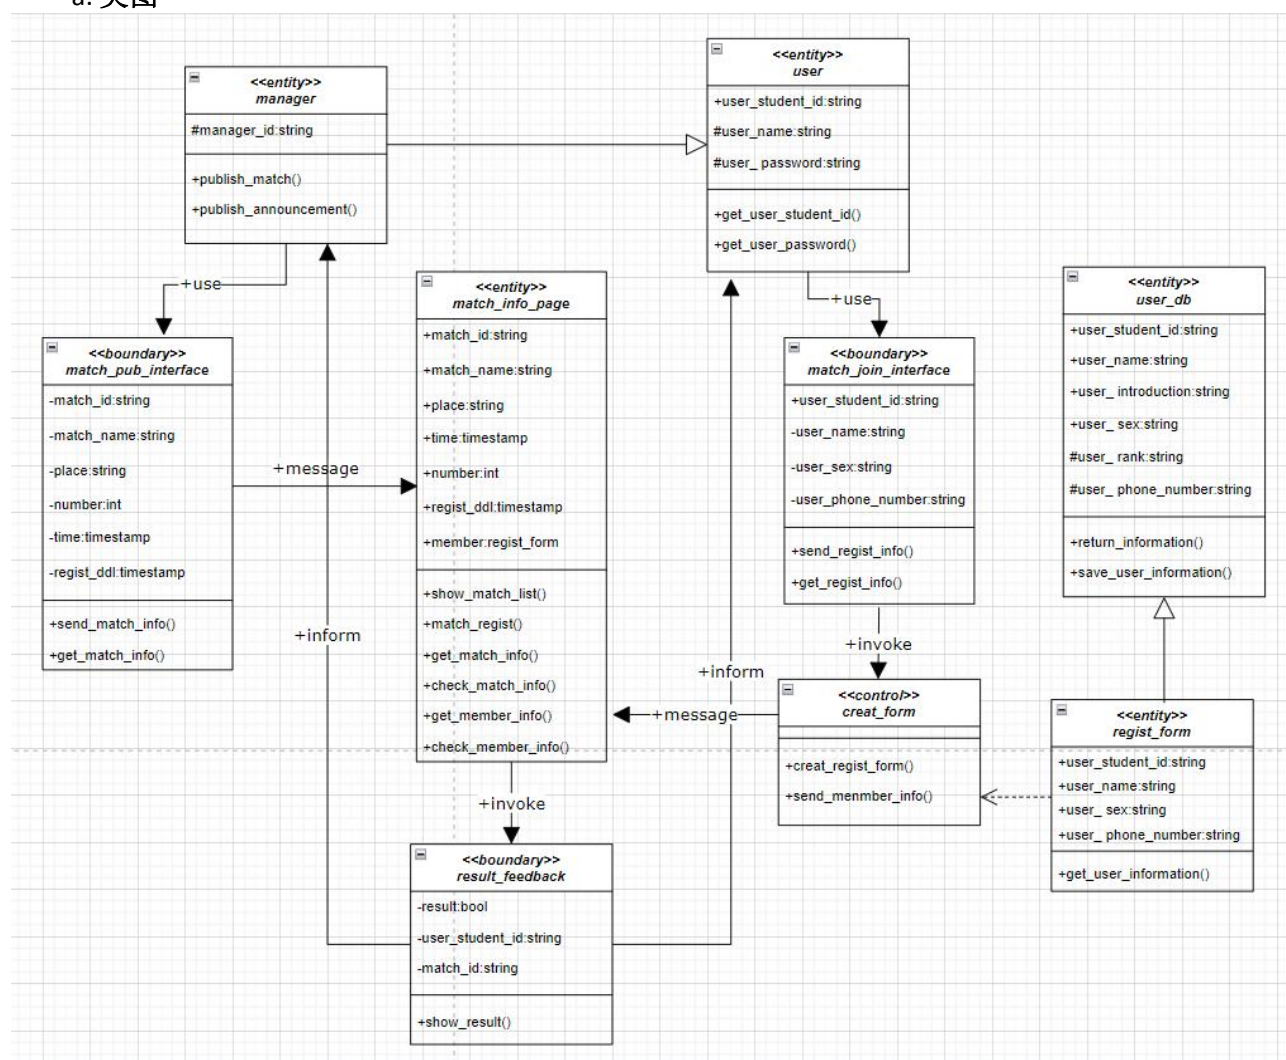 a. 类图
<<entity>>
manager
#manager_id:string
+publish_match()
+publish_announcement()
<<entity>>
user
+user_student_id:string
#user_name:string
#user_ password:string
+get_user_student_id()
+get_user_password()
+use
+use
<<entity>>
match_info_page
+match_id:string
+match_name:string
+place:string
+time:timestamp
+number:int
+regist_ddl:timestamp
+member:regist_form
+show_match_list()
+match_regist()
+get_match_info()
+check_match_info()
+get_member_info()
+check_member_info()
<<entity>>
user_db
+user_student_id:string
+user_name:string
+user_ introduction:string
+user_ sex:string
#user_ rank:string
#user_ phone_number:string
+return_information()
+save_user_information()
<<boundary>>
match_pub_interface
-match_id:string
-match_name:string
-place:string
-number:int
-time:timestamp
-regist_ddl:timestamp
+send_match_info()
+get_match_info()
+message
<<boundary>>
match_join_interface
+user_student_id:string
-user_name:string
-user_sex:string
-user_phone_number:string
+send_regist_info()
+get_regist_info()
+inform
+invoke
+inform
+message
<<control>>
creat_form
+creat_regist_form()
+send_menmber_info()
<<entity>>
regist_form
+user_student_id:string
+user_name:string
+user_ sex:string
+user_ phone_number:string
+get_user_information()
+invoke
<<boundary>>
result_feedback
-result:bool
-user_student_id:string
-match_id:string
+show_result()